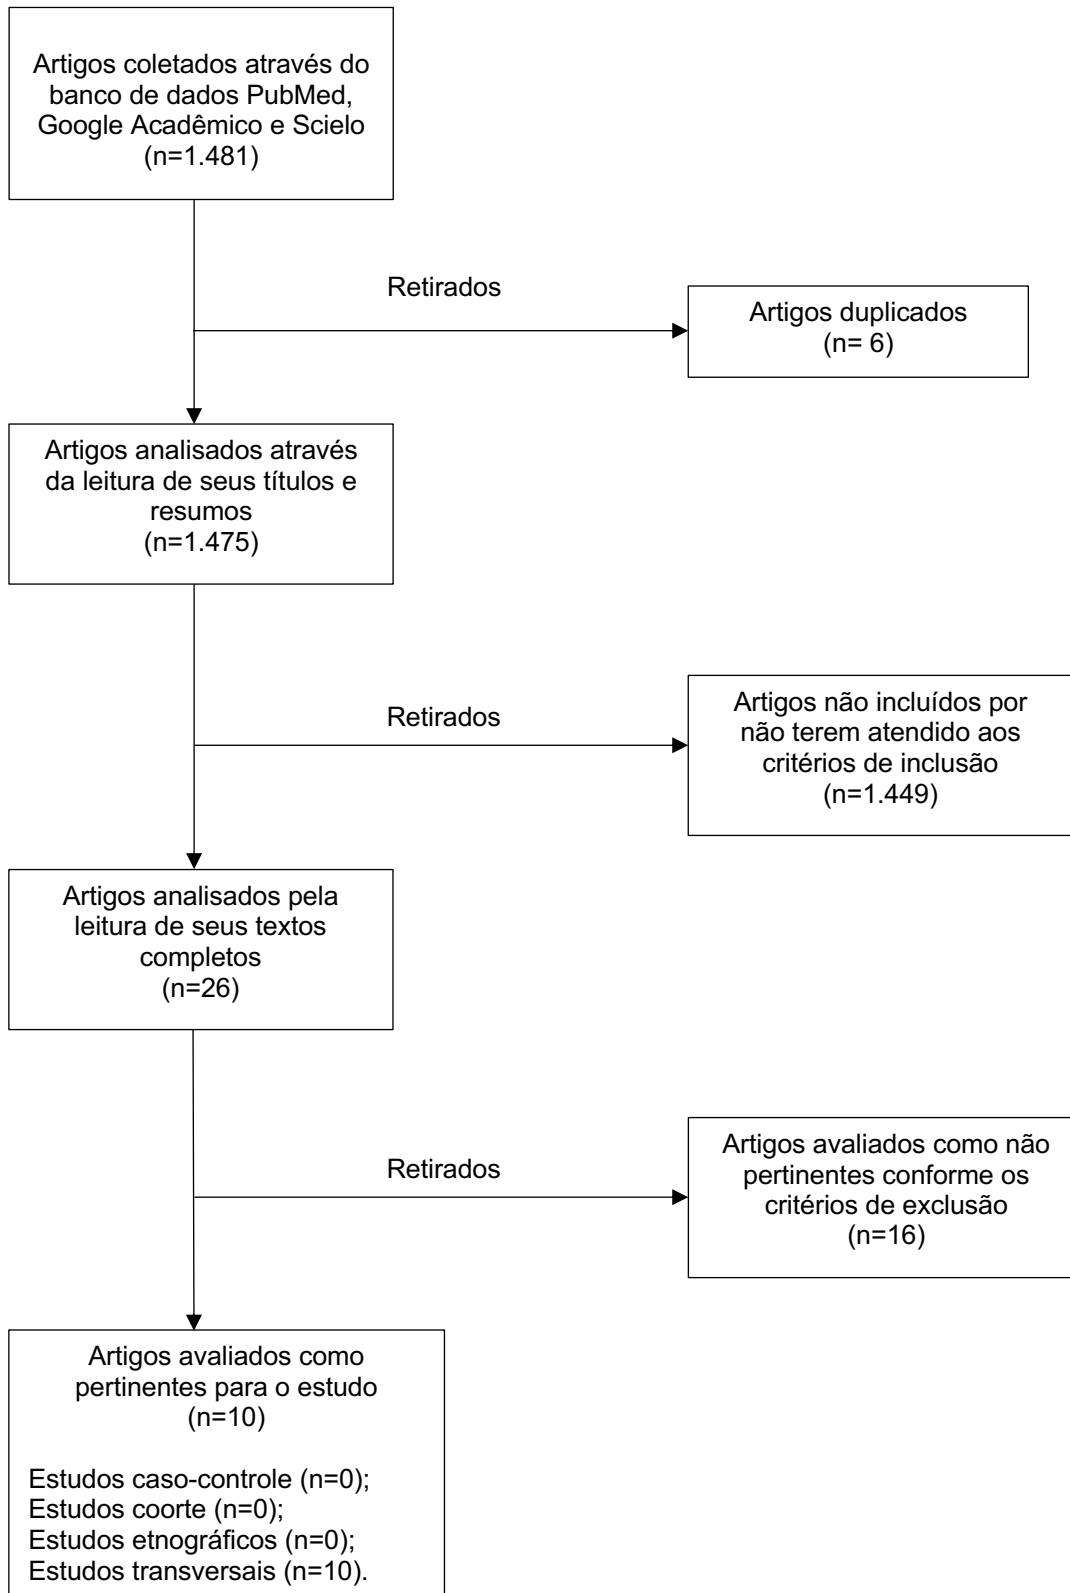 Artigos coletados através do
banco de dados PubMed,
Google Acadêmico e Scielo
(n=1.481)
Retirados
Artigos duplicados
(n= 6)
Artigos analisados através
da leitura de seus títulos e
resumos
(n=1.475)
Retirados
Artigos não incluídos por
não terem atendido aos
critérios de inclusão
(n=1.449)
Artigos analisados pela
leitura de seus textos
completos
(n=26)
Retirados
Artigos avaliados como não
pertinentes conforme os
critérios de exclusão
(n=16)
Artigos avaliados como
pertinentes para o estudo
(n=10)
Estudos caso-controle (n=0);
Estudos coorte (n=0);
Estudos etnográficos (n=0);
Estudos transversais (n=10).